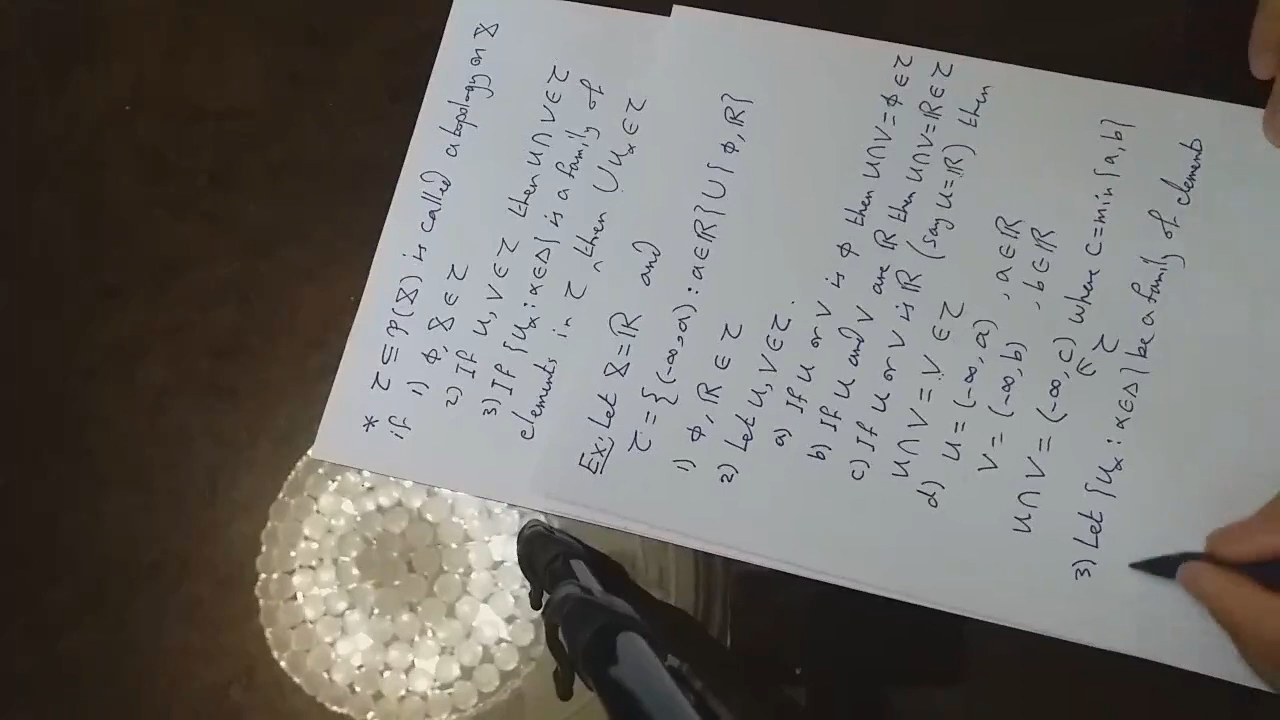 * τ ⊆ P(X) is called a topology on X
if 1) ϕ, X ∈ τ
2) If U, V ∈ τ then U∩V ∈ τ
3) If {Uα : α∈Δ} is a family of
elements in τ ^ then ∪Uα ∈ τ
Ex: Let X = ℝ and
τ = {(-∞, a) : a∈ℝ} ∪ {ϕ, ℝ}
1) ϕ, ℝ ∈ τ
2) Let U, V ∈ τ.
a) If U or V is ϕ then U∩V = ϕ ∈ τ
b) If U and V are ℝ then U∩V = ℝ ∈ τ
c) If U or V is ℝ (say U = ℝ) then
U∩V = V ∈ τ
d) U = (-∞, a) , a∈ℝ
V = (-∞, b) , b∈ℝ
U∩V = (-∞, c) where c = min{a, b}
∈ τ
3) Let {Uα : α∈Δ} be a family of elements